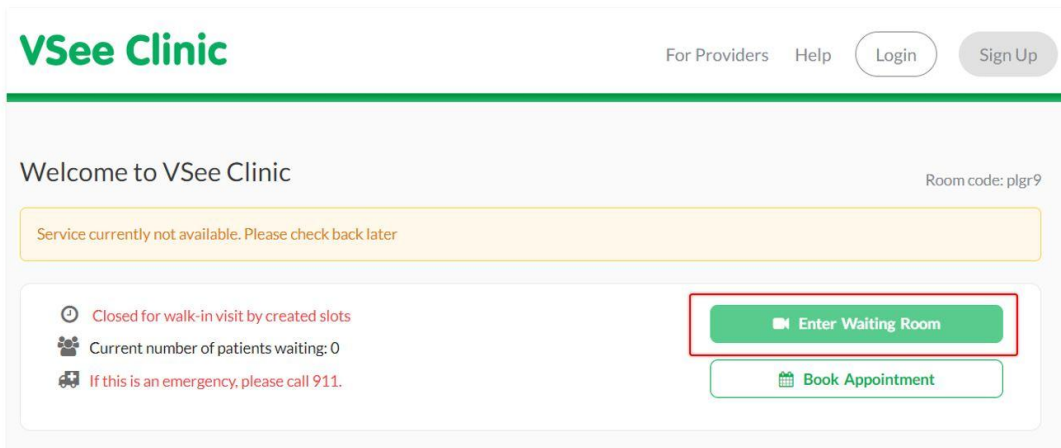 VSee Clinic
For Providers Help Login Sign Up
Welcome to VSee Clinic
Room code: plgr9
Service currently not available. Please check back later
Closed for walk-in visit by created slots
Enter Waiting Room
Current number of patients waiting: 0
If this is an emergency, please call 911.
Book Appointment